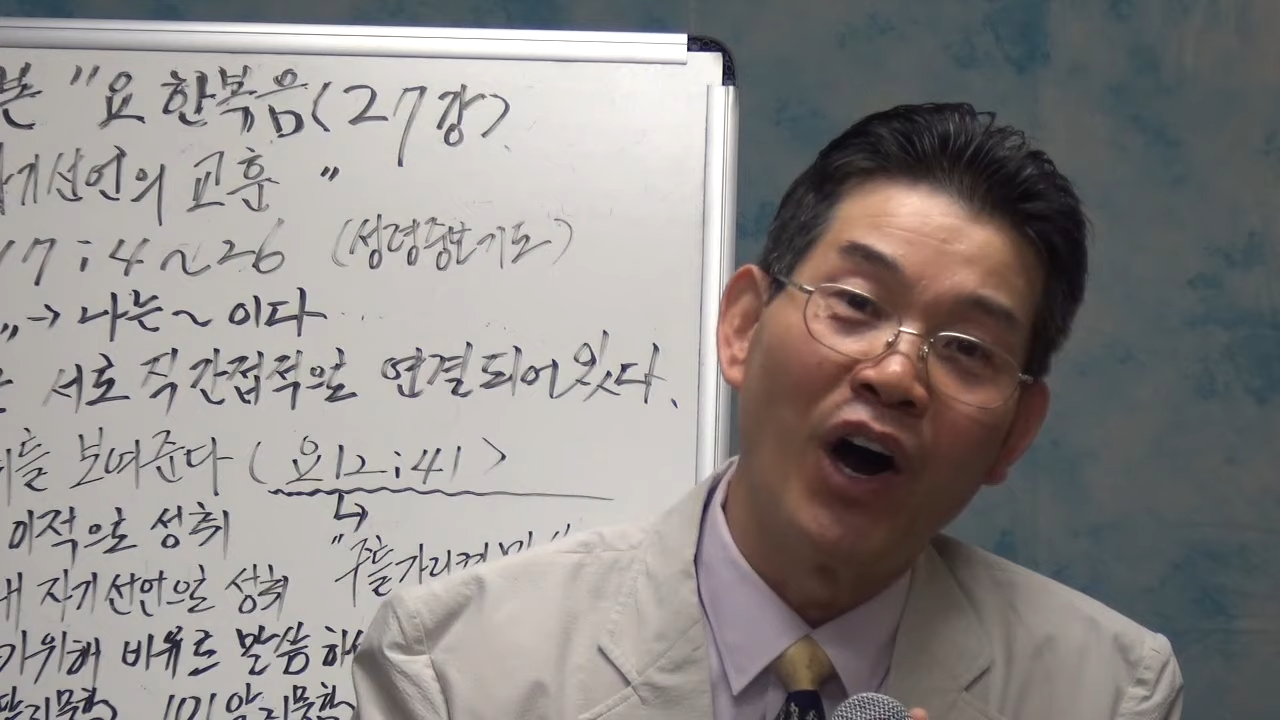 본 "요한복음(27강)
자기선언의 교훈"
17:4~26 (성령중보기도)
"→ 나는~이다
서로 직간접적으로 연결되어있다.
를 보여준다 (요12:41)
이적으로 성취
↳ "주를가리켜
자기선언으로 성취
위해 비유로 말씀하